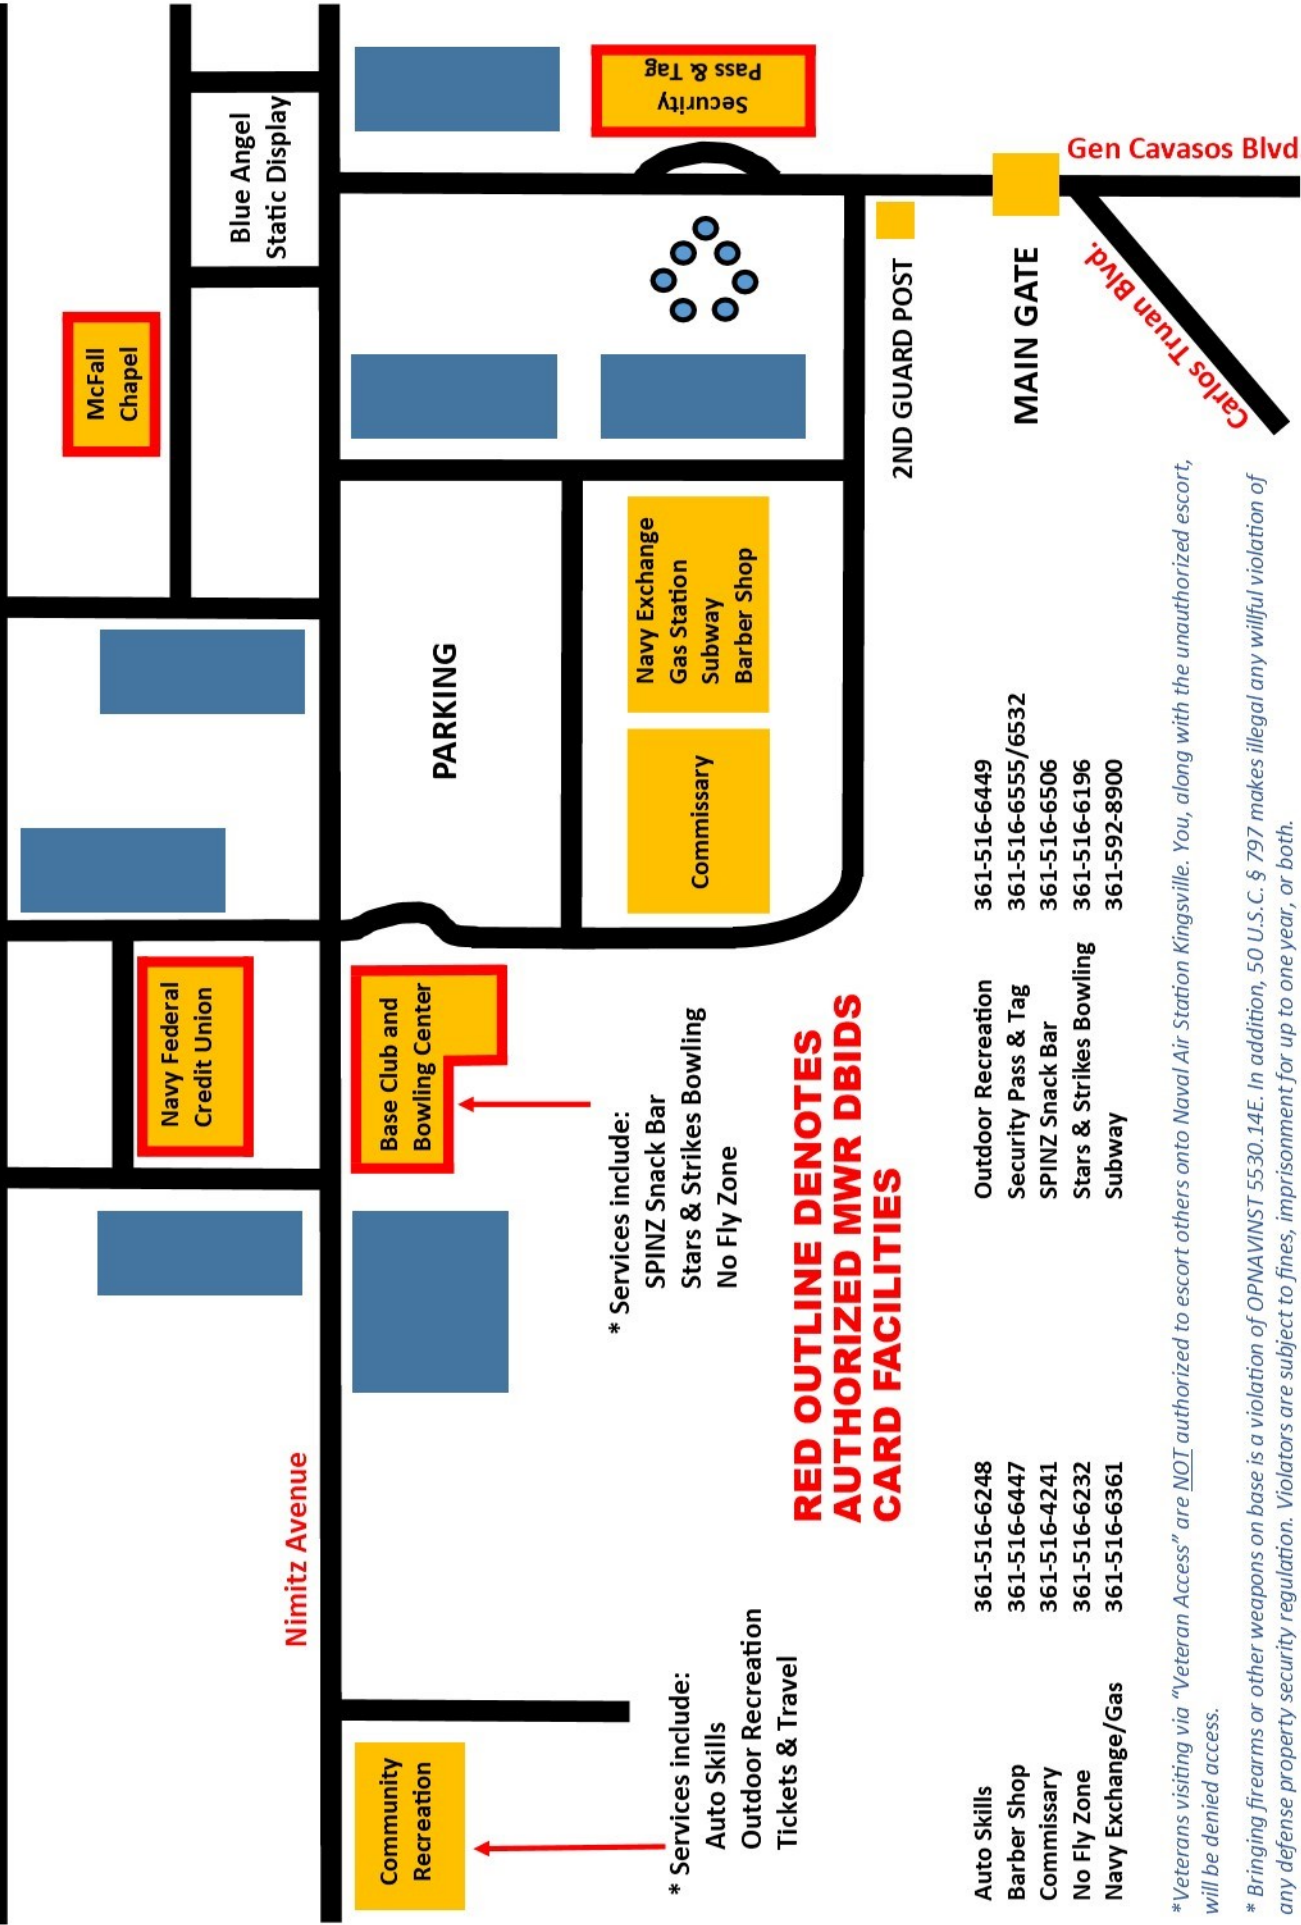 Nimitz Avenue
Navy Federal
Credit Union
McFall
Chapel
Blue Angel
Static Display
Community
Recreation
* Services include:
Auto Skills
Outdoor Recreation
Tickets & Travel
Base Club and
Bowling Center
* Services include:
SPINZ Snack Bar
Stars & Strikes Bowling
No Fly Zone
PARKING
Commissary
Navy Exchange
Gas Station
Subway
Barber Shop
Security
Pass & Tag
RED OUTLINE DENOTES
AUTHORIZED MWR DBIDS
CARD FACILITIES
2ND GUARD POST
MAIN GATE
Gen Cavasos Blvd
Carlos Truan Blvd.
Auto Skills 361-516-6248
Barber Shop 361-516-6447
Commissary 361-516-4241
No Fly Zone 361-516-6232
Navy Exchange/Gas 361-516-6361
Outdoor Recreation 361-516-6449
Security Pass & Tag 361-516-6555/6532
SPINZ Snack Bar 361-516-6506
Stars & Strikes Bowling 361-516-6196
Subway 361-592-8900
*Veterans visiting via "Veteran Access" are NOT authorized to escort others onto Naval Air Station Kingsville. You, along with the unauthorized escort,
will be denied access.
* Bringing firearms or other weapons on base is a violation of OPNAVINST 5530.14E. In addition, 50 U.S.C. § 797 makes illegal any willful violation of
any defense property security regulation. Violators are subject to fines, imprisonment for up to one year, or both.